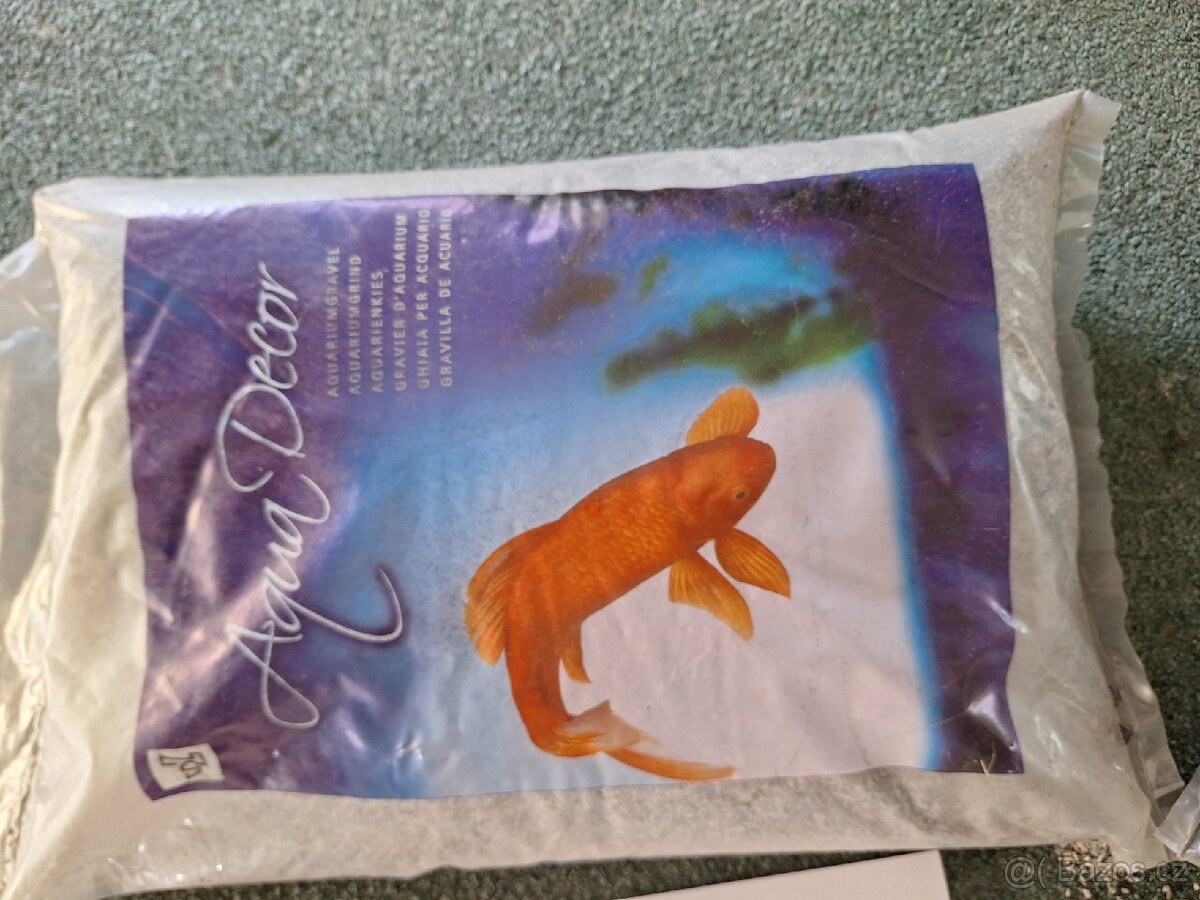 Aqua Decor
AQUARIUMGRAVEL
AQUARIUMGRIND
AQUARIENKIES
GRAVIER D'AQUARIUM
GHIAIA PER ACQUARIO
GRAVILLA DE ACUARIO
@( Bazos.cz